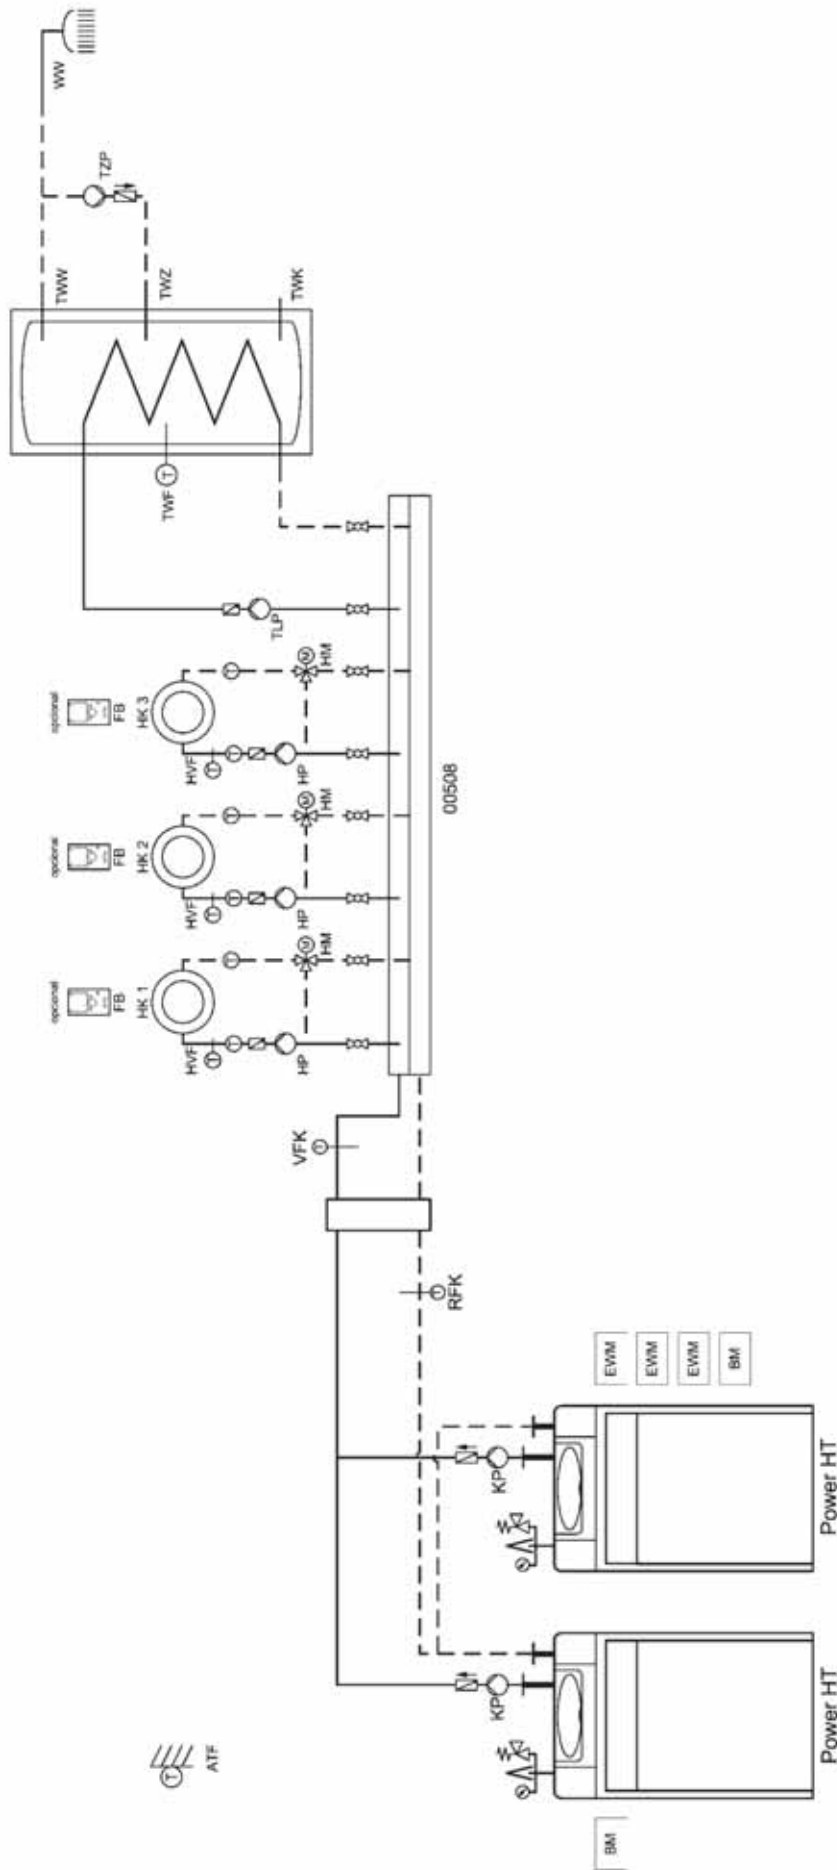 WW
TZP
TWW
TWZ
TWK
T
TWF
TLP
opcional
FB
HK 3
HVF
T
T
T
HP
M
HM
opcional
FB
HK 2
HVF
T
T
T
HP
M
HM
opcional
FB
HK 1
HVF
T
T
T
HP
M
HM
00508
VFK
T
RFK
T
EWM
EWM
EWM
BM
KP
Power HT
KP
Power HT
BM
T
ATF